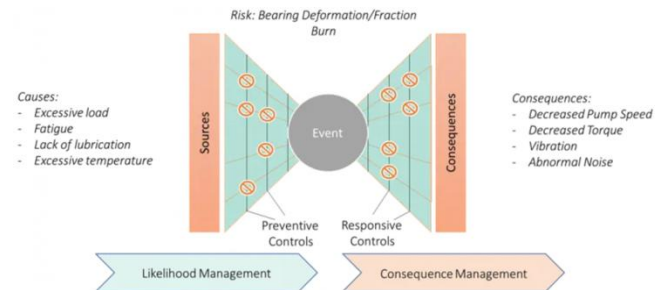 Risk: Bearing Deformation/Fraction
Burn
Causes:
- Excessive load
- Fatigue
- Lack of lubrication
- Excessive temperature
Sources
Event
Consequences
Consequences:
- Decreased Pump Speed
- Decreased Torque
- Vibration
- Abnormal Noise
Preventive
Controls
Responsive
Controls
Likelihood Management
Consequence Management